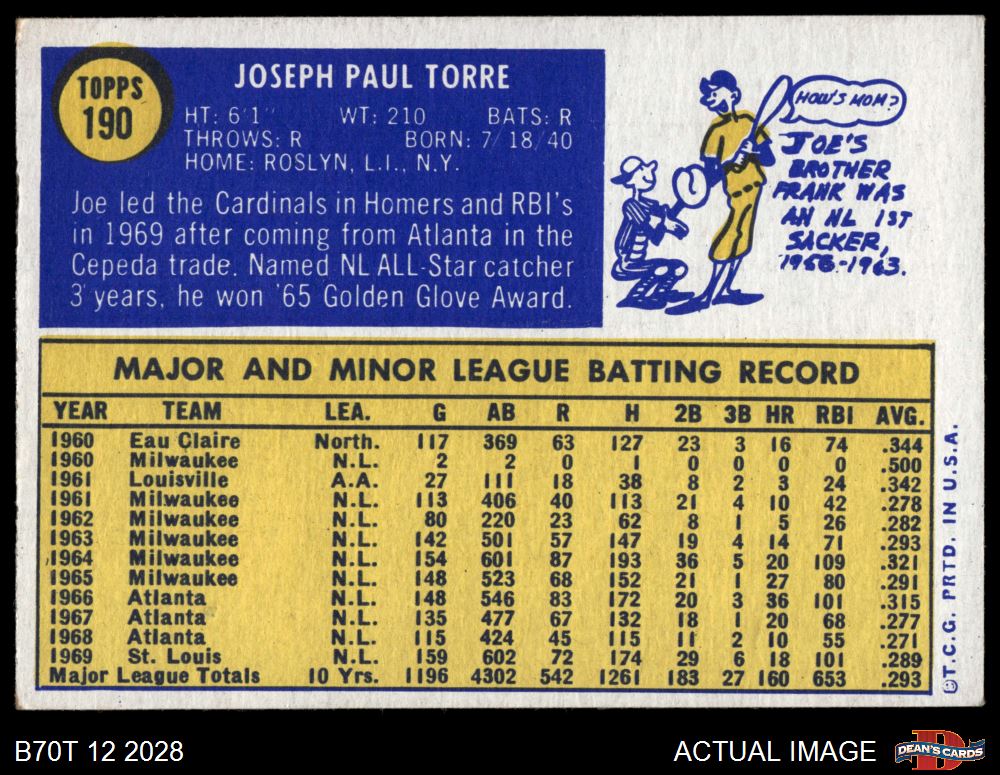 TOPPS
190
JOSEPH PAUL TORRE
HT: 6'1" WT: 210 BATS: R
THROWS: R BORN: 7/18/40
HOME: ROSLYN, L.I., N.Y.
Joe led the Cardinals in Homers and RBI's
in 1969 after coming from Atlanta in the
Cepeda trade. Named NL ALL-Star catcher
3 years, he won '65 Golden Glove Award.
HOW'S MOM?
JOE'S
BROTHER
FRANK WAS
AN NL 1ST
SACKER,
1956-1963.
MAJOR AND MINOR LEAGUE BATTING RECORD
YEAR TEAM LEA. G AB R H 2B 3B HR RBI AVG.
1960 Eau Claire North. 117 369 63 127 23 3 16 74 .344
1960 Milwaukee N.L. 2 2 0 1 0 0 0 0 .500
1961 Louisville A.A. 27 111 18 38 8 2 3 24 .342
1961 Milwaukee N.L. 113 406 40 113 21 4 10 42 .278
1962 Milwaukee N.L. 80 220 23 62 8 1 5 26 .282
1963 Milwaukee N.L. 142 501 57 147 19 4 14 71 .293
1964 Milwaukee N.L. 154 601 87 193 36 5 20 109 .321
1965 Milwaukee N.L. 148 523 68 152 21 1 27 80 .291
1966 Atlanta N.L. 148 546 83 172 20 3 36 101 .315
1967 Atlanta N.L. 135 477 67 132 18 1 20 68 .277
1968 Atlanta N.L. 115 424 45 115 11 2 10 55 .271
1969 St. Louis N.L. 159 602 72 174 29 6 18 101 .289
Major League Totals 10 Yrs. 1196 4302 542 1261 183 27 160 653 .293
©T.C.G. PRTD. IN U.S.A.
B70T 12 2028
ACTUAL IMAGE
DEAN'S CARDS